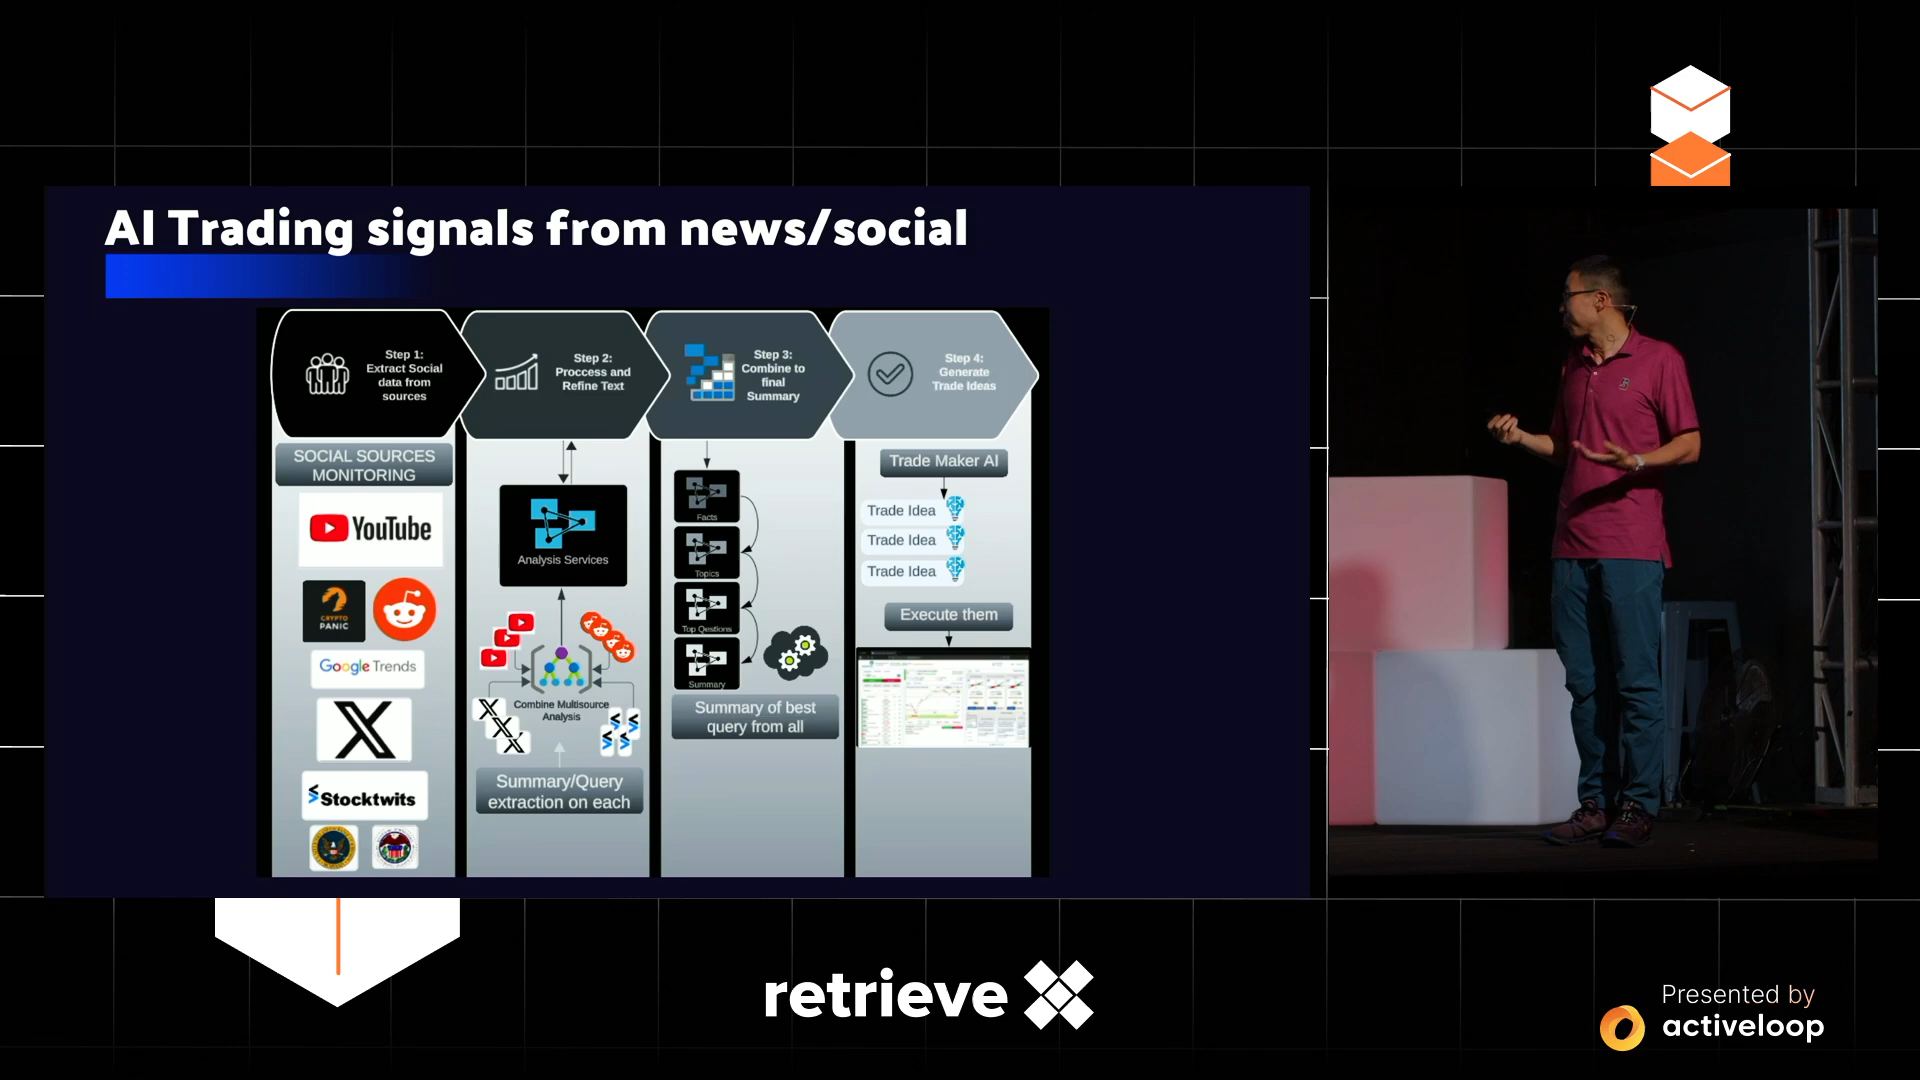 AI Trading signals from news/social
Step 1:
Extract Social
data from
sources
Step 2:
Proccess and
Refine Text
Step 3:
Combine to
final
Summary
Step 4:
Generate
Trade Ideas
SOCIAL SOURCES
MONITORING
YouTube
CRYPTO
PANIC
Google Trends
X
Stocktwits
Analysis Services
Combine Multisource
Analysis
Summary/Query
extraction on each
Facts
Topics
Top Qestions
Summary
Summary of best
query from all
Trade Maker AI
Trade Idea
Trade Idea
Trade Idea
Execute them
retrieve
Presented by
activeloop